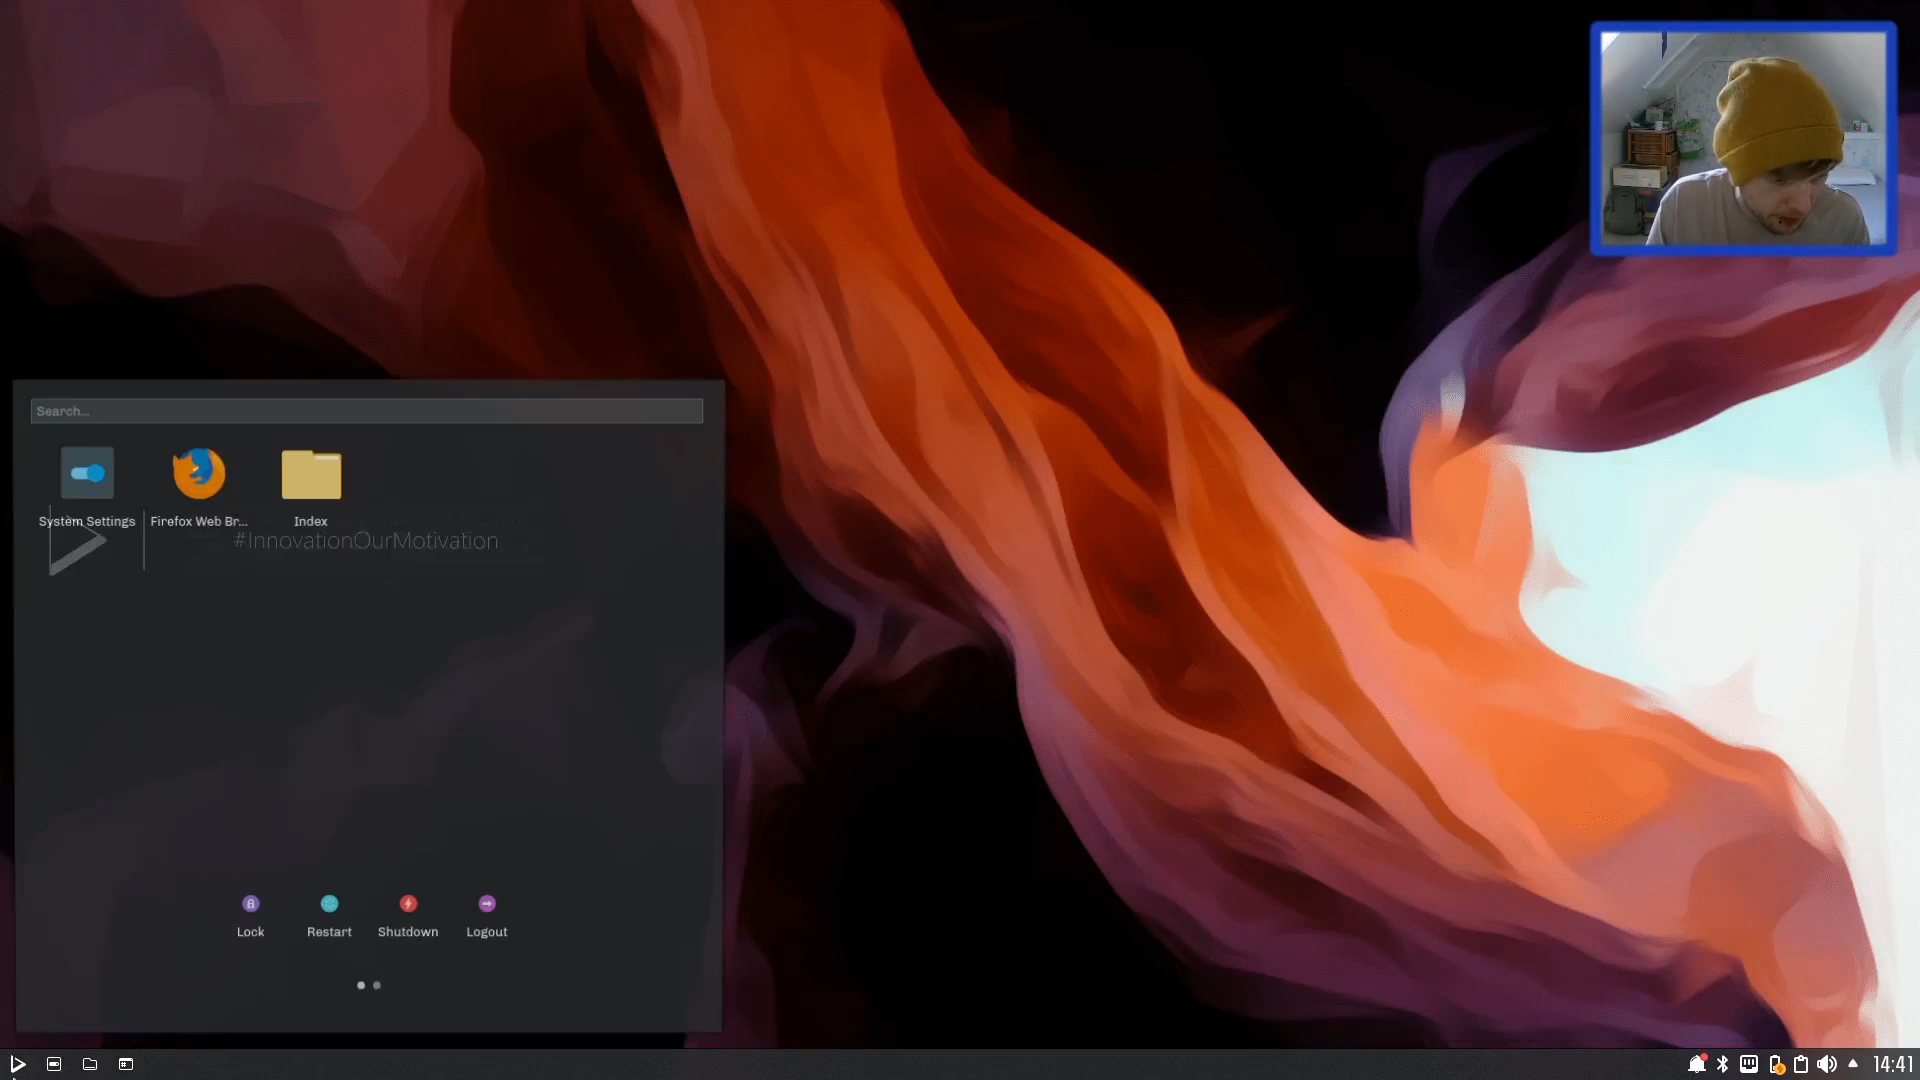 Search...
System Settings
Firefox Web Br...
Index
#InnovationOurMotivation
Lock
Restart
Shutdown
Logout
14:41